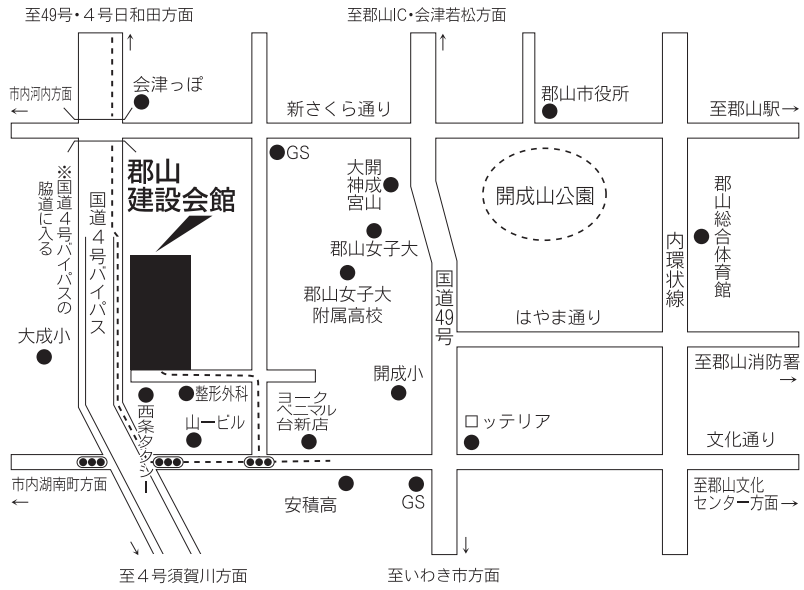 至49号・４号日和田方面
至郡山IC・会津若松方面
市内河内方面
会津っぽ
新さくら通り
郡山市役所
至郡山駅
※国道４号バイパスの
脇道に入る
国道４号バイパス
郡山
建設会館
GS
大開
神成
宮山
郡山女子大
郡山女子大
附属高校
開成山公園
内環状線
郡山総合体育館
国道49号
はやま通り
大成小
至郡山消防署
開成小
整形外科
西条タクシー
山一ビル
ヨーク
ベニマル
台新店
ロッテリア
文化通り
市内湖南町方面
安積高
GS
至郡山文化
センター方面
至４号須賀川方面
至いわき市方面